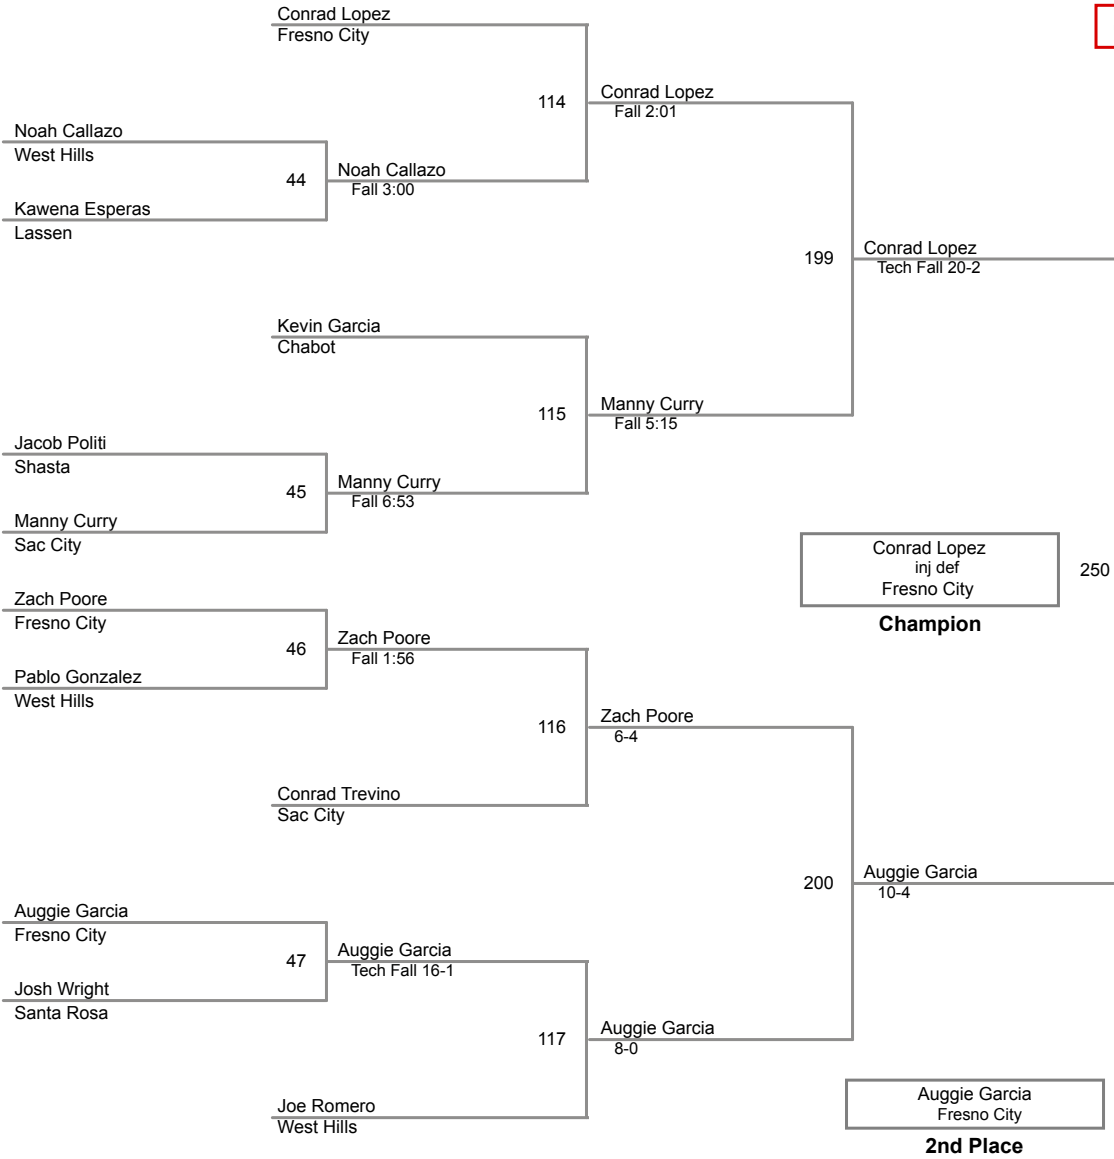 Conrad Lopez
Fresno City
114
Conrad Lopez
Fall 2:01
Noah Callazo
West Hills
44
Noah Callazo
Fall 3:00
Kawena Esperas
Lassen
199
Conrad Lopez
Tech Fall 20-2
Kevin Garcia
Chabot
115
Manny Curry
Fall 5:15
Jacob Politi
Shasta
45
Manny Curry
Fall 6:53
Manny Curry
Sac City
Conrad Lopez
inj def
Fresno City
250
Champion
Zach Poore
Fresno City
46
Zach Poore
Fall 1:56
Pablo Gonzalez
West Hills
116
Zach Poore
6-4
Conrad Trevino
Sac City
200
Auggie Garcia
10-4
Auggie Garcia
Fresno City
47
Auggie Garcia
Tech Fall 16-1
Josh Wright
Santa Rosa
117
Auggie Garcia
8-0
Joe Romero
West Hills
Auggie Garcia
Fresno City
2nd Place